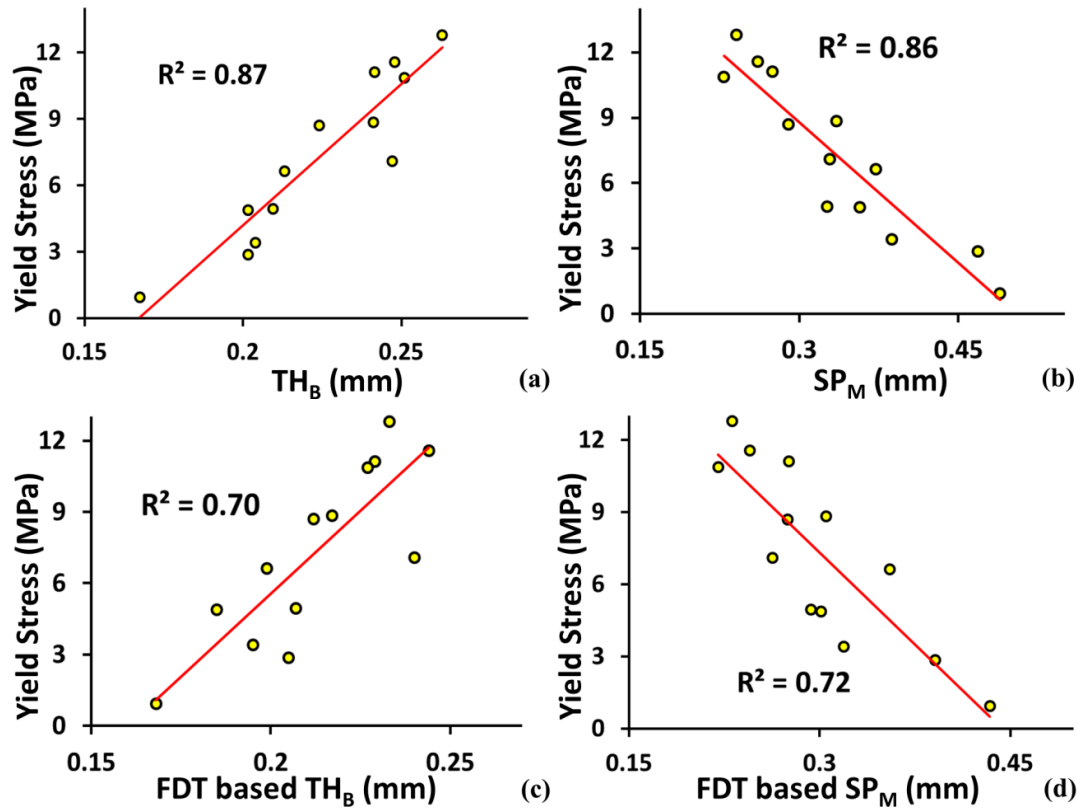 Yield Stress (MPa)
12
9
6
3
0
R² = 0.87
0.15 0.2 0.25
TH_B (mm) (a)
Yield Stress (MPa)
12
9
6
3
0
R² = 0.86
0.15 0.3 0.45
SP_M (mm) (b)
Yield Stress (MPa)
12
9
6
3
0
R² = 0.70
0.15 0.2 0.25
FDT based TH_B (mm) (c)
Yield Stress (MPa)
12
9
6
3
0
R² = 0.72
0.15 0.3 0.45
FDT based SP_M (mm) (d)